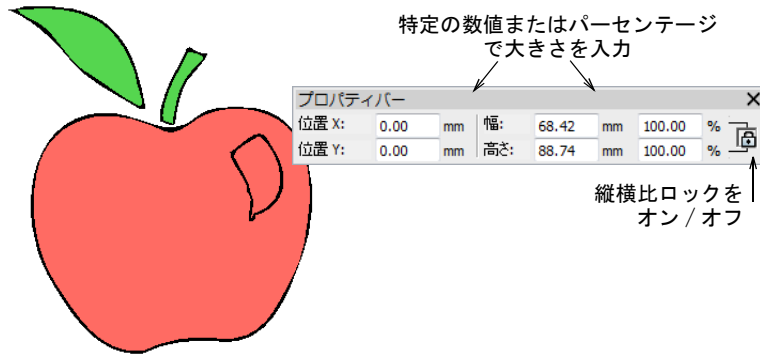 特定の数値またはパーセンテージ
で大きさを入力
プロパティバー
位置 X: 0.00 mm 幅: 68.42 mm 100.00 %
位置 Y: 0.00 mm 高さ: 88.74 mm 100.00 %
縦横比ロックを
オン / オフ